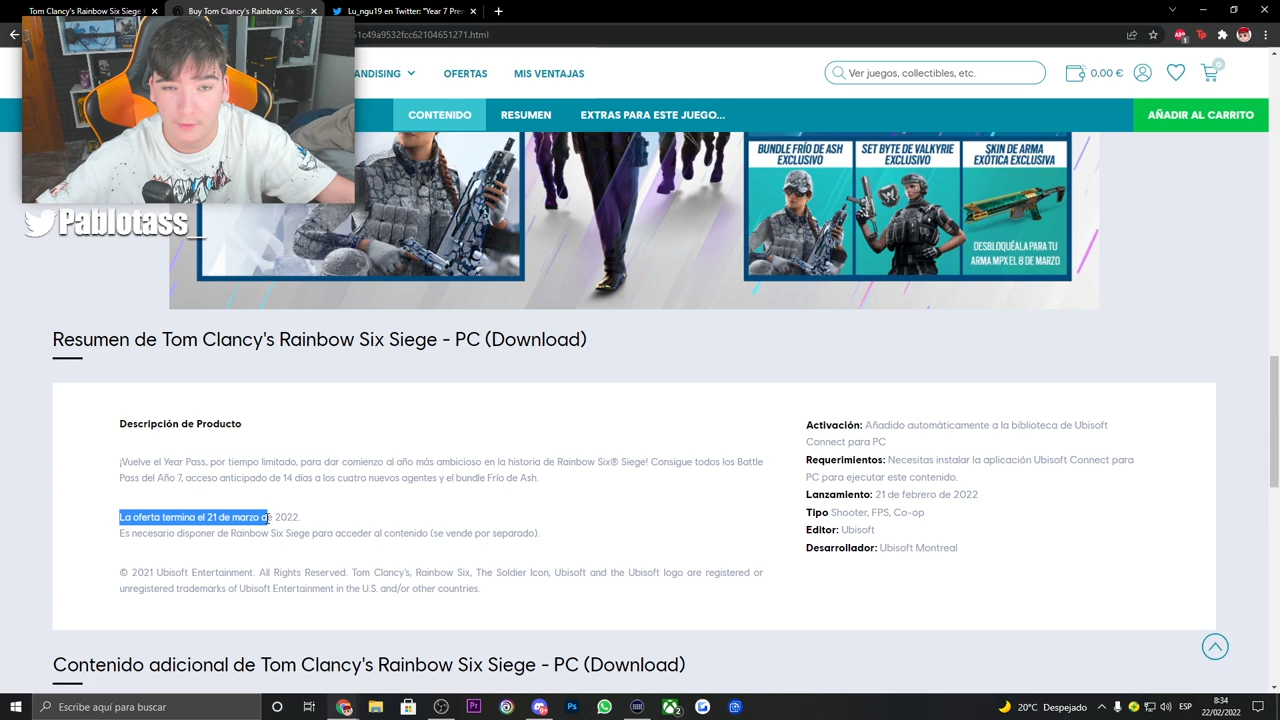 Tom Clancy's Rainbow Six Sie
Buy Tom Clancy's Rainbow Six Sie
Lu_ng19 en Twitter: "Year 7 Pre
51c49a9532fcc62104651271.html
ANDISING
OFERTAS
MIS VENTAJAS
Ver juegos, collectibles, etc.
0,00 €
0
CONTENIDO
RESUMEN
EXTRAS PARA ESTE JUEGO...
AÑADIR AL CARRITO
BUNDLE FRÍO DE ASH
EXCLUSIVO
SET BYTE DE VALKYRIE
EXCLUSIVO
SKIN DE ARMA
EXÓTICA EXCLUSIVA
DESBLOQUÉALA PARA TU
ARMA MPX EL 8 DE MARZO
Pablotass_
Resumen de Tom Clancy's Rainbow Six Siege - PC (Download)
Descripción de Producto
¡Vuelve el Year Pass, por tiempo limitado, para dar comienzo al año más ambicioso en la historia de Rainbow Six® Siege! Consigue todos los Battle
Pass del Año 7, acceso anticipado de 14 días a los cuatro nuevos agentes y el bundle Frío de Ash.
La oferta termina el 21 de marzo de 2022.
Es necesario disponer de Rainbow Six Siege para acceder al contenido (se vende por separado).
© 2021 Ubisoft Entertainment. All Rights Reserved. Tom Clancy's, Rainbow Six, The Soldier Icon, Ubisoft and the Ubisoft logo are registered or
unregistered trademarks of Ubisoft Entertainment in the U.S. and/or other countries.
Activación: Añadido automáticamente a la biblioteca de Ubisoft
Connect para PC
Requerimientos: Necesitas instalar la aplicación Ubisoft Connect para
PC para ejecutar este contenido.
Lanzamiento: 21 de febrero de 2022
Tipo Shooter, FPS, Co-op
Editor: Ubisoft
Desarrollador: Ubisoft Montreal
Contenido adicional de Tom Clancy's Rainbow Six Siege - PC (Download)
Escribe aquí para buscar
20°C Despejado
ESP
8:34
22/02/2022